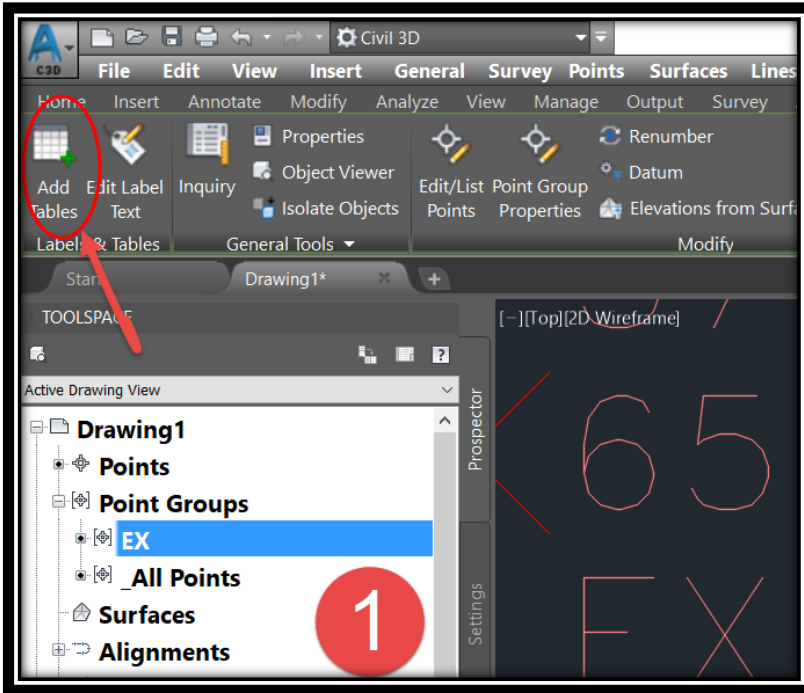 C3D
Civil 3D
File Edit View Insert General Survey Points Surfaces Lines
Home Insert Annotate Modify Analyze View Manage Output Survey
Properties
Object Viewer
Isolate Objects
Add Tables
Edit Label Text
Inquiry
Edit/List Points
Point Group Properties
Renumber
Datum
Elevations from Surfa
Labels & Tables General Tools Modify
Start Drawing1*
TOOLSPACE
[−][Top][2D Wireframe]
?
Active Drawing View
Prospector
Drawing1
Points
Point Groups
EX
_All Points
Surfaces
Alignments
Settings
1
65
EX